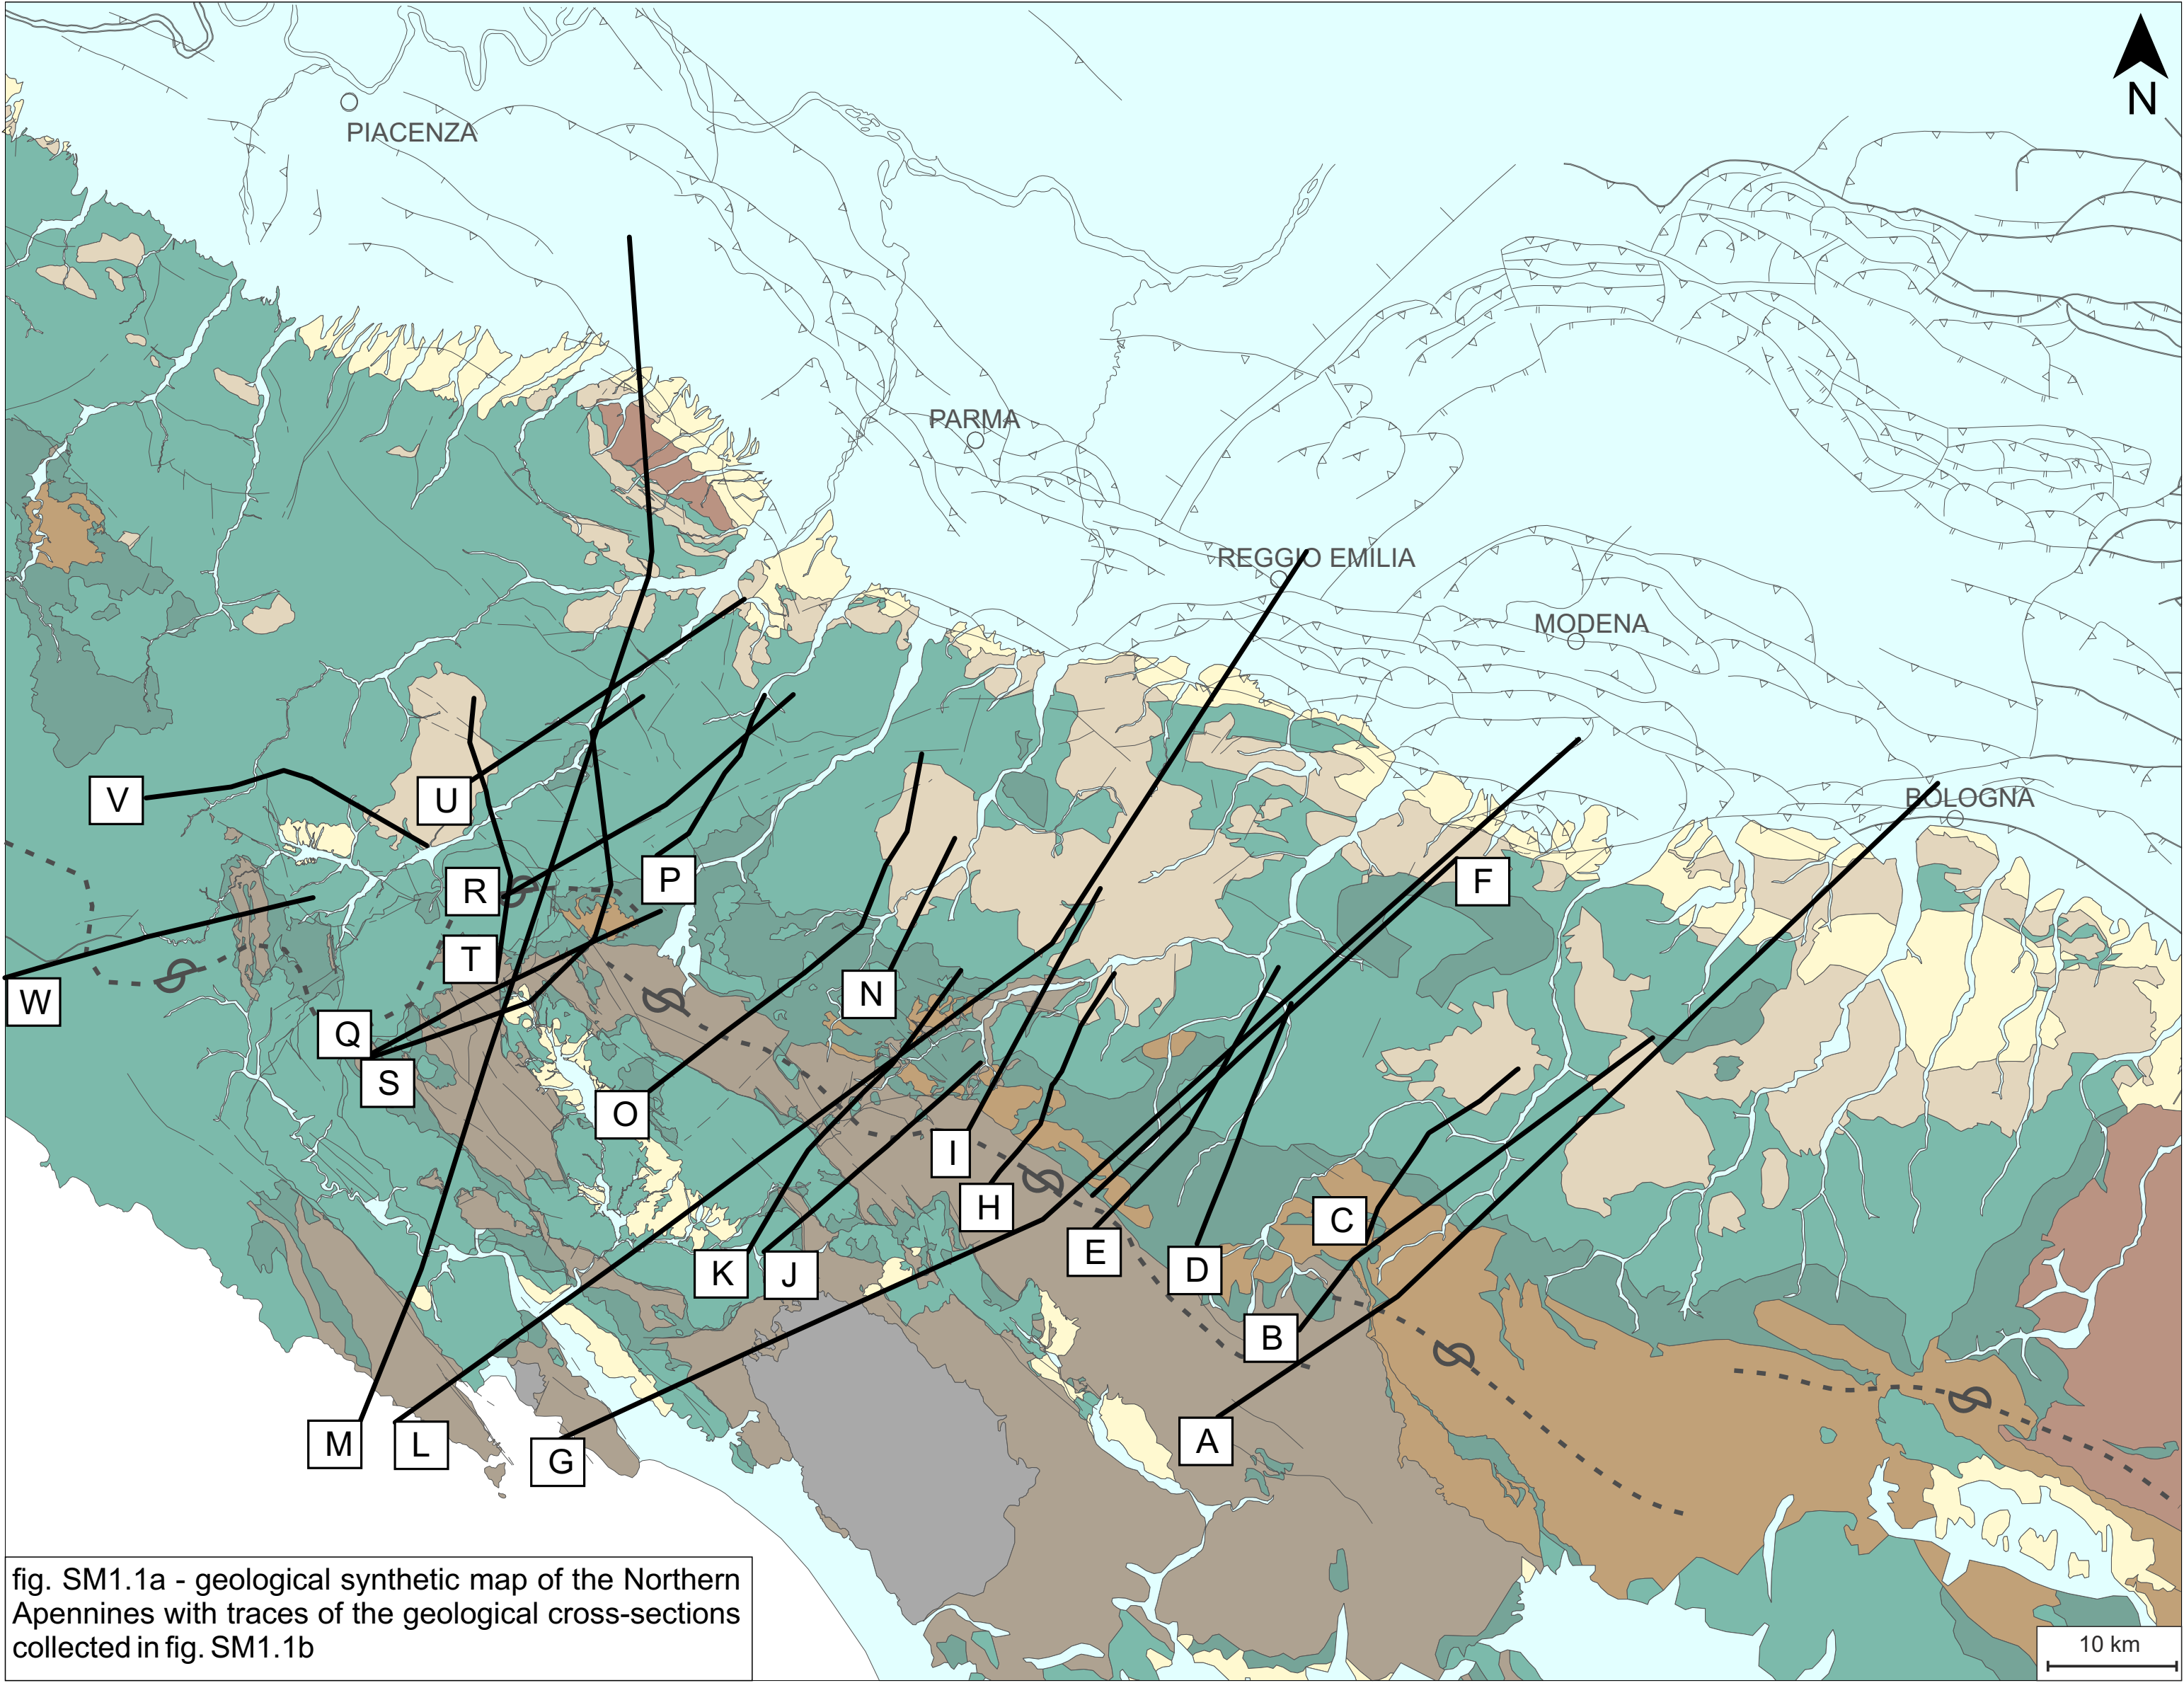 N
PIACENZA
PARMA
REGGIO EMILIA
MODENA
V
U
BOLOGNA
R
P
F
T
N
W
Q
S
O
I
H
C
E
K
J
D
B
M
L
A
G
fig. SM1.1a - geological synthetic map of the Northern
Apennines with traces of the geological cross-sections
collected in fig. SM1.1b
10 km